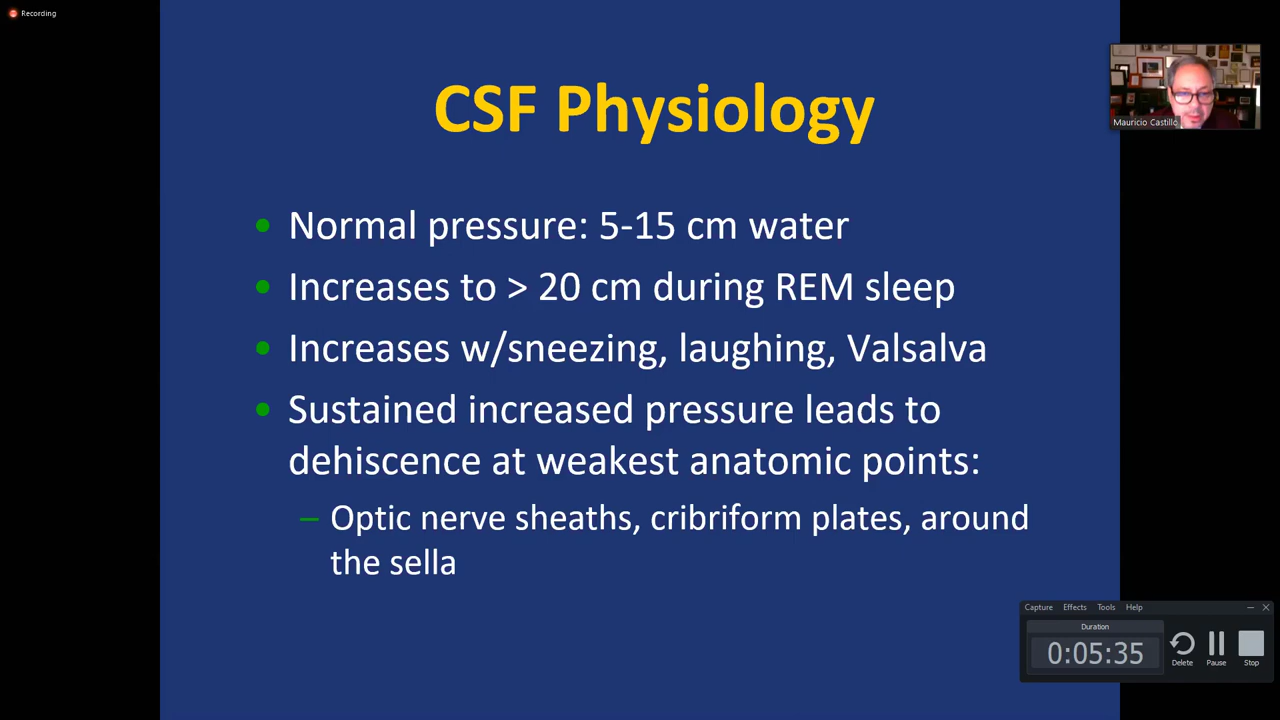 Recording
CSF Physiology
Mauricio Castillo
• Normal pressure: 5-15 cm water
• Increases to > 20 cm during REM sleep
• Increases w/sneezing, laughing, Valsalva
• Sustained increased pressure leads to
dehiscence at weakest anatomic points:
– Optic nerve sheaths, cribriform plates, around
the sella
Capture Effects Tools Help
Duration
0:05:35
Delete Pause Stop